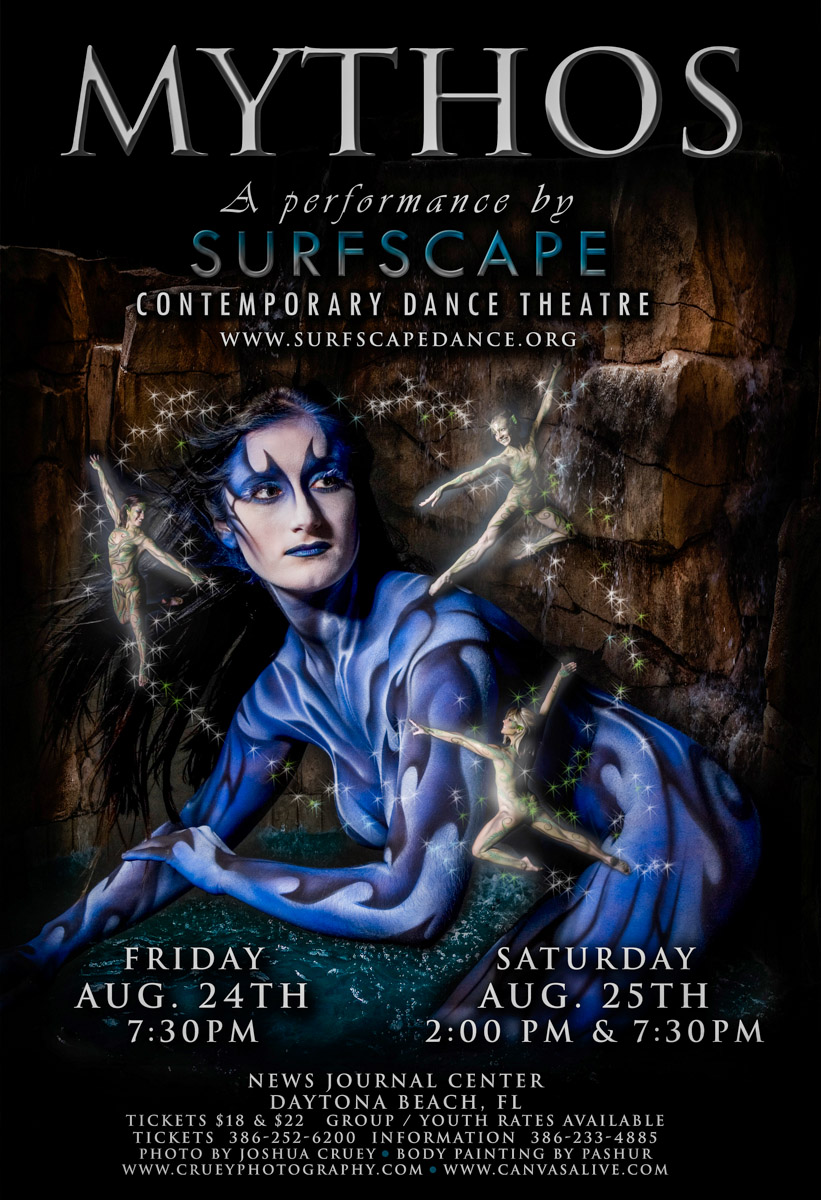 MYTHOS
A performance by
SURFSCAPE
CONTEMPORARY DANCE THEATRE
WWW.SURFSCAPEDANCE.ORG
FRIDAY
AUG. 24TH
7:30PM
SATURDAY
AUG. 25TH
2:00 PM & 7:30PM
NEWS JOURNAL CENTER
DAYTONA BEACH, FL
TICKETS $18 & $22 GROUP / YOUTH RATES AVAILABLE
TICKETS 386-252-6200 INFORMATION 386-233-4885
PHOTO BY JOSHUA CRUEY • BODY PAINTING BY PASHUR
WWW.CRUEYPHOTOGRAPHY.COM • WWW.CANVASALIVE.COM